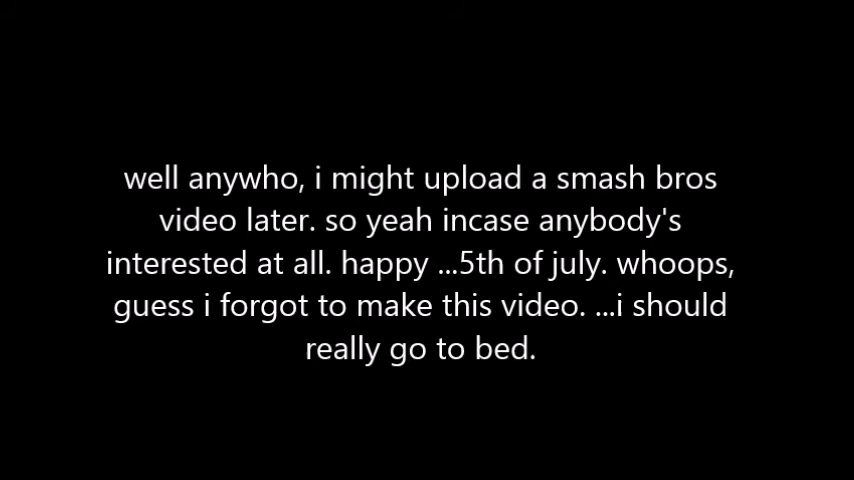 well anywho, i might upload a smash bros
video later. so yeah incase anybody's
interested at all. happy ...5th of july. whoops,
guess i forgot to make this video. ...i should
really go to bed.